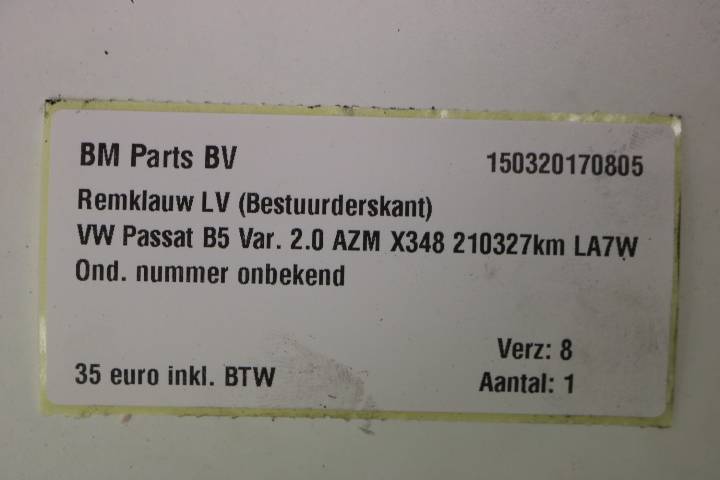 BM Parts BV 150320170805
Remklauw LV (Bestuurderskant)
VW Passat B5 Var. 2.0 AZM X348 210327km LA7W
Ond. nummer onbekend
Verz: 8
35 euro inkl. BTW Aantal: 1